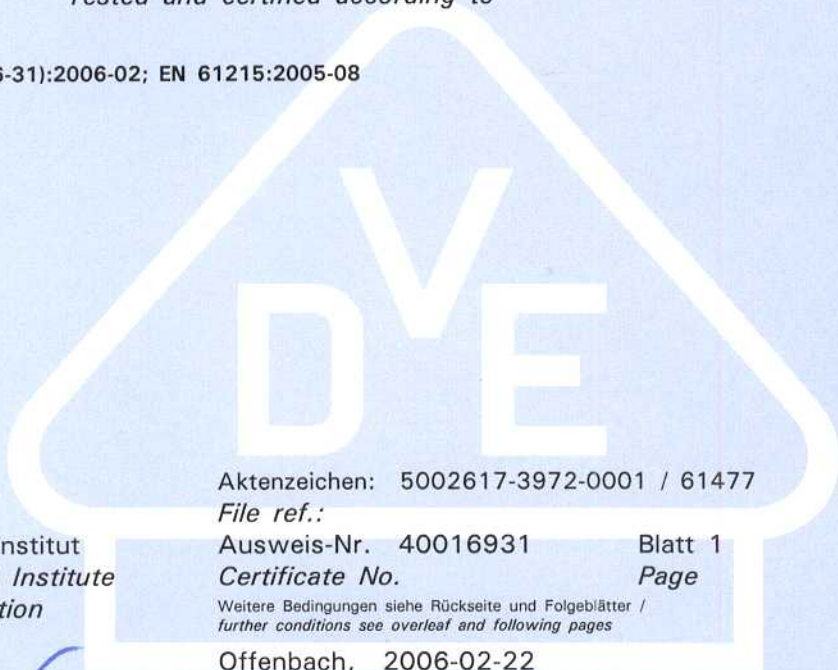 Tested and certified according to
6-31):2006-02; EN 61215:2005-08
VDE
Aktenzeichen: 5002617-3972-0001 / 61477
File ref.:
nstitut Ausweis-Nr. 40016931 Blatt 1
Institute Certificate No. Page
tion
Weitere Bedingungen siehe Rückseite und Folgeblätter /
further conditions see overleaf and following pages
Offenbach, 2006-02-22